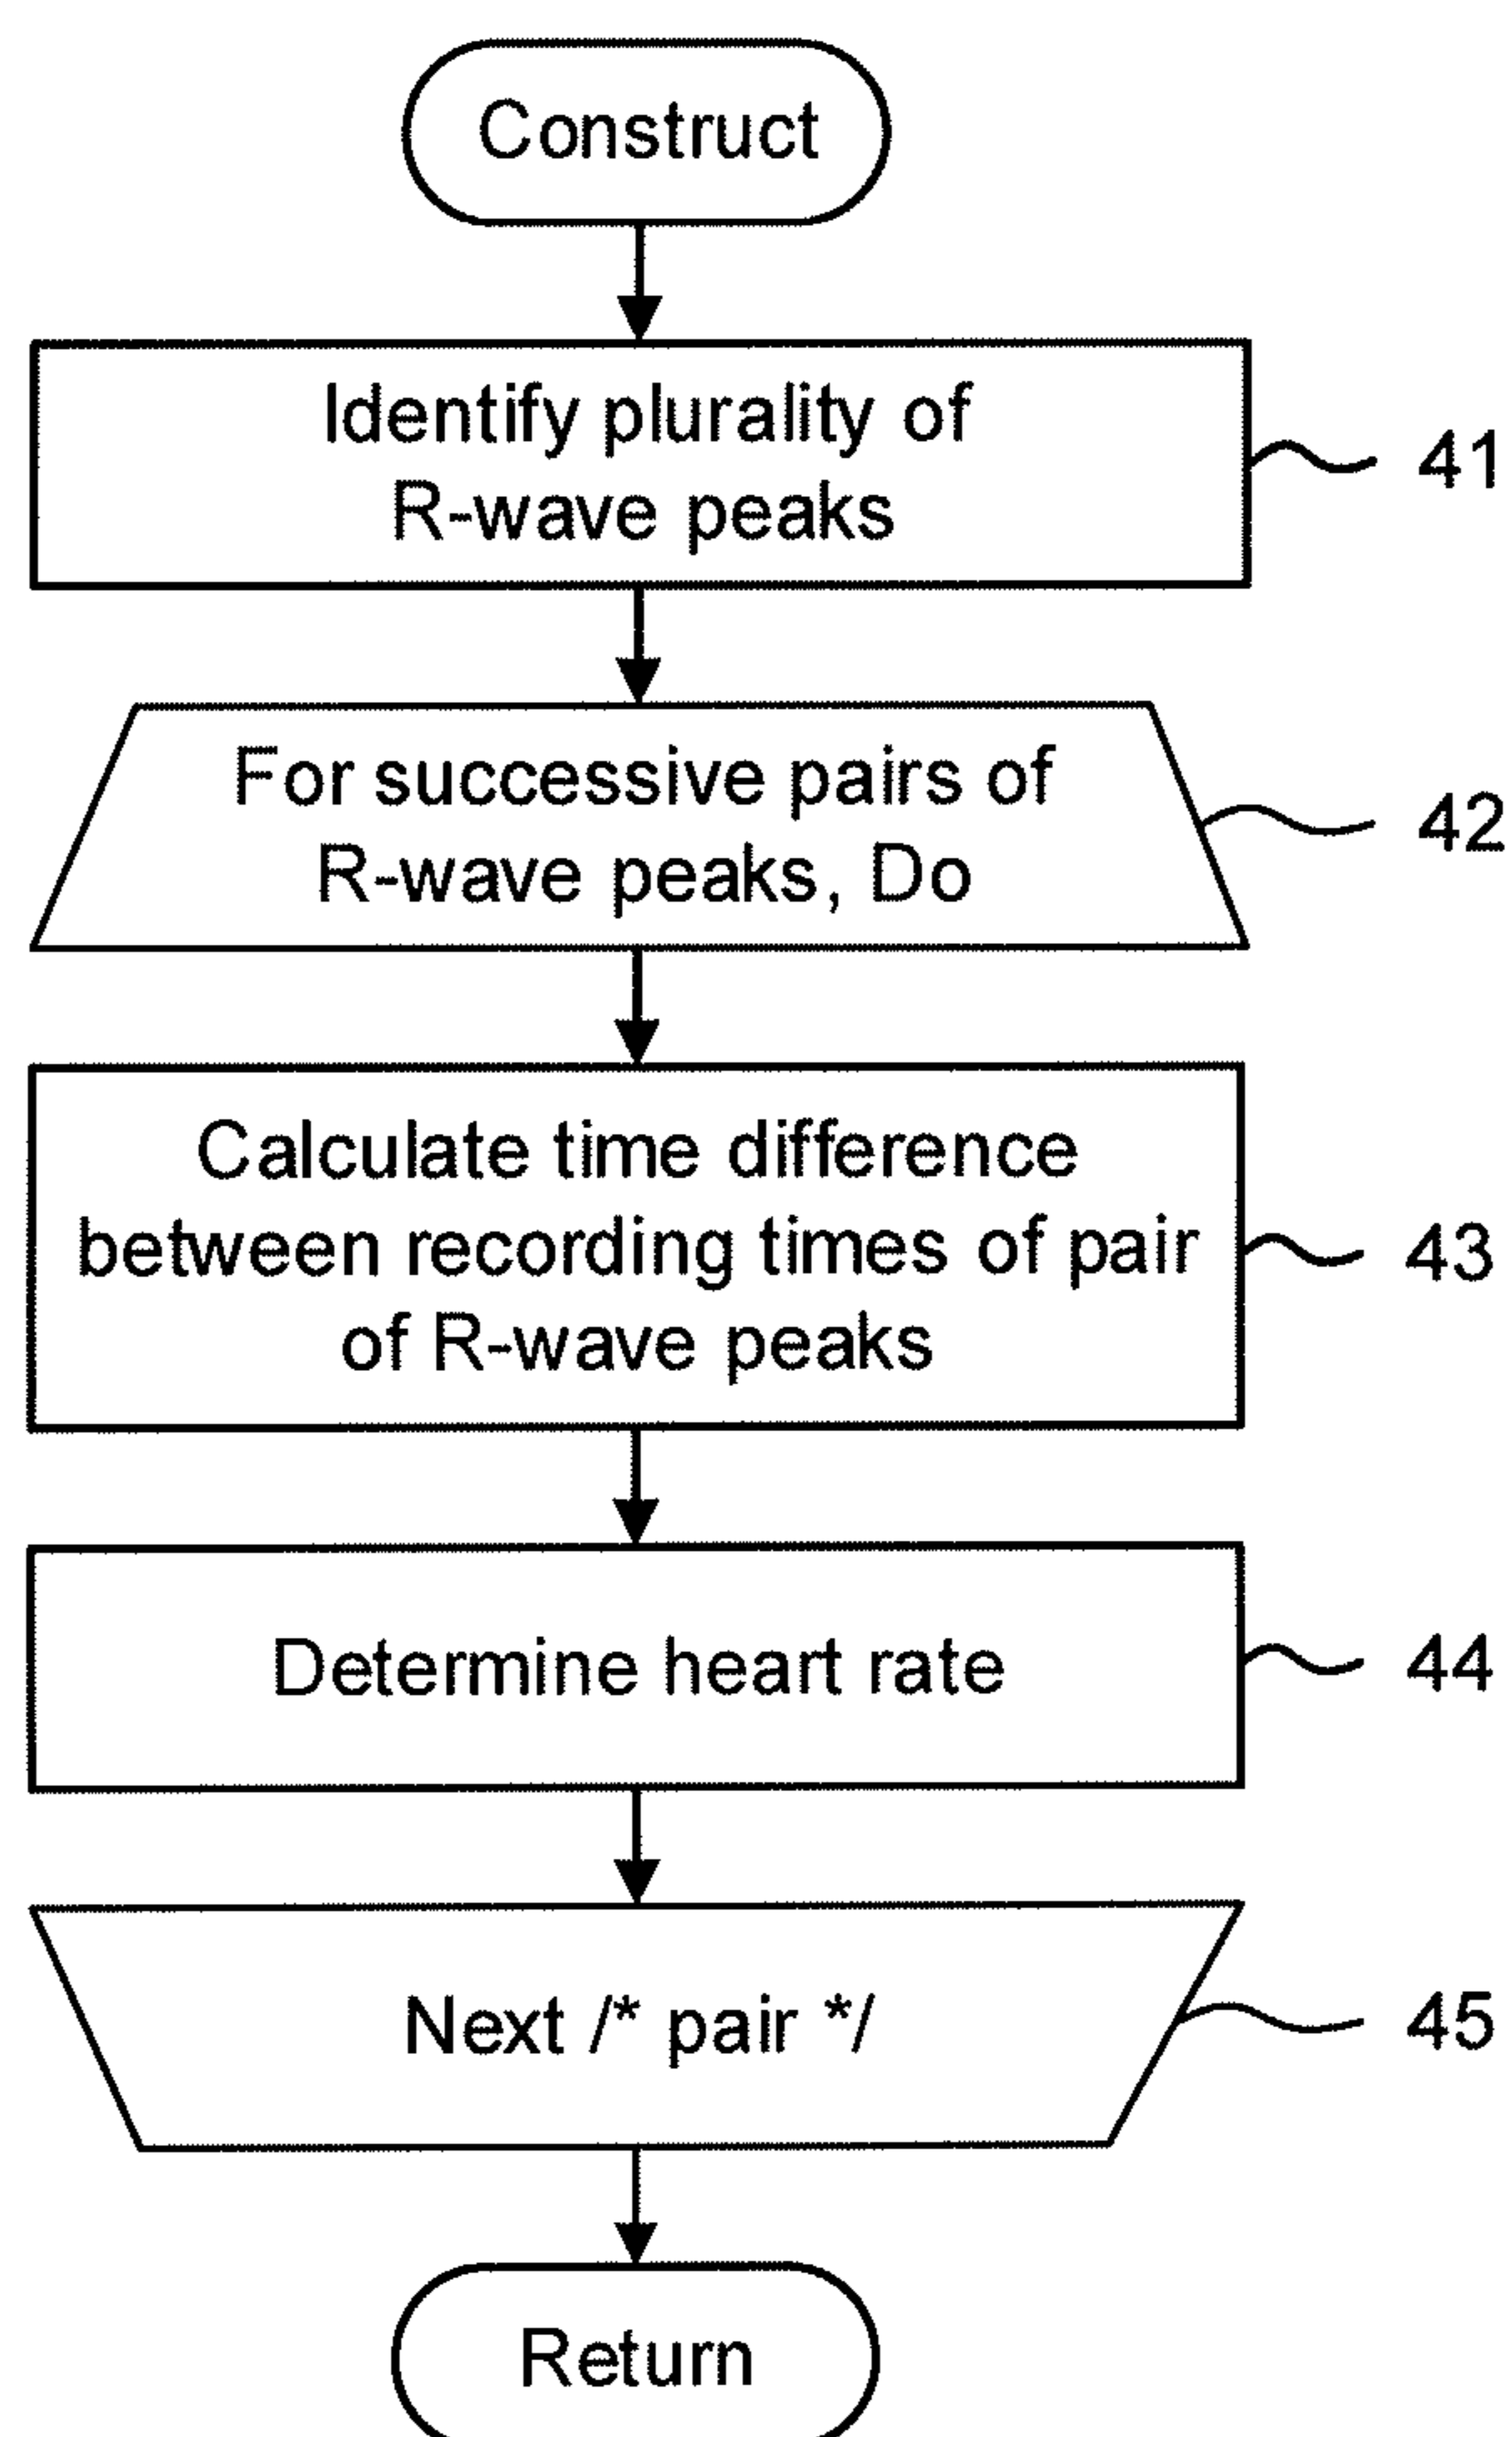 Construct
Identify plurality of
R-wave peaks
41
For successive pairs of
R-wave peaks, Do
42
Calculate time difference
between recording times of pair
of R-wave peaks
43
Determine heart rate
44
Next /* pair */
45
Return